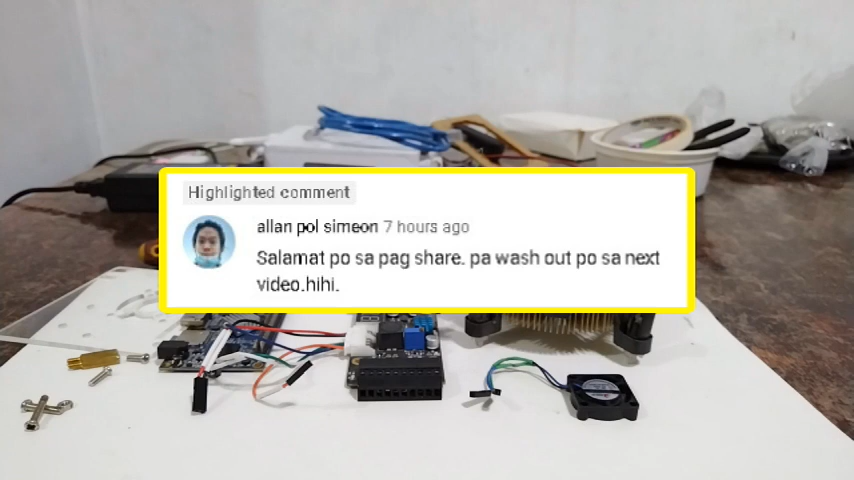 Highlighted comment
allan pol simeon 7 hours ago
Salamat po sa pag share. pa wash out po sa next
video.hihi.